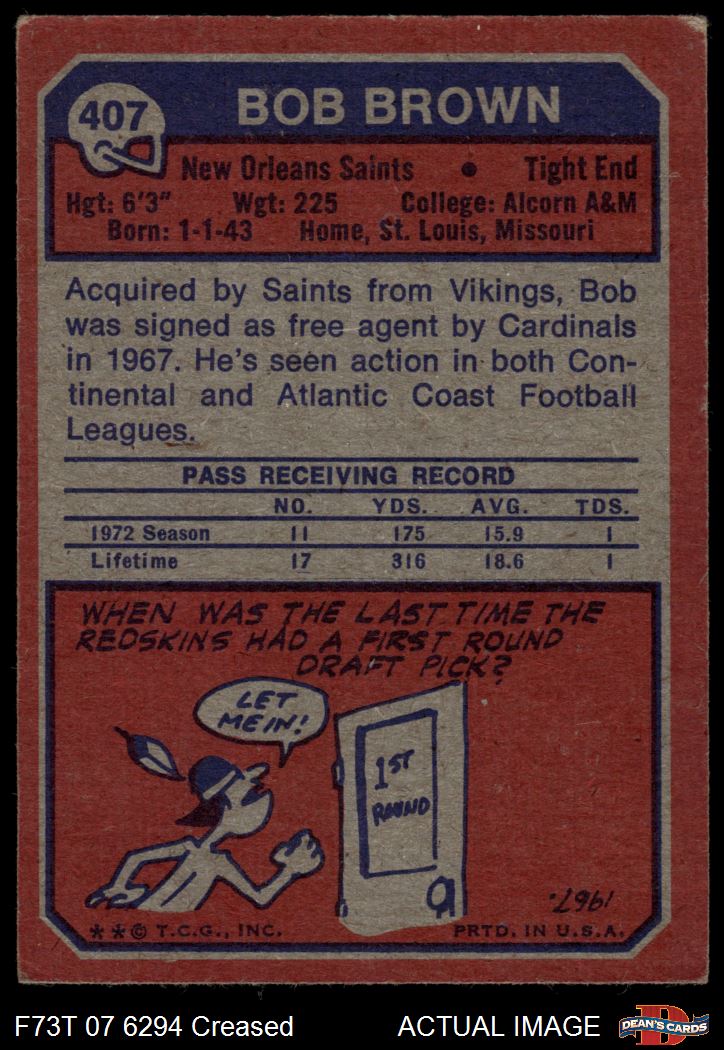 407
BOB BROWN
New Orleans Saints • Tight End
Hgt: 6'3" Wgt: 225 College: Alcorn A&M
Born: 1-1-43 Home, St. Louis, Missouri
Acquired by Saints from Vikings, Bob
was signed as free agent by Cardinals
in 1967. He's seen action in both Con-
tinental and Atlantic Coast Football
Leagues.
PASS RECEIVING RECORD
NO. YDS. AVG. TDS.
1972 Season 11 175 15.9 1
Lifetime 17 316 18.6 1
WHEN WAS THE LAST TIME THE
REDSKINS HAD A FIRST ROUND
DRAFT PICK?
LET
ME IN!
1ST
ROUND
1967.
**© T.C.G., INC. PRTD. IN U.S.A.
F73T 07 6294 Creased ACTUAL IMAGE
D
DEAN'S CARDS